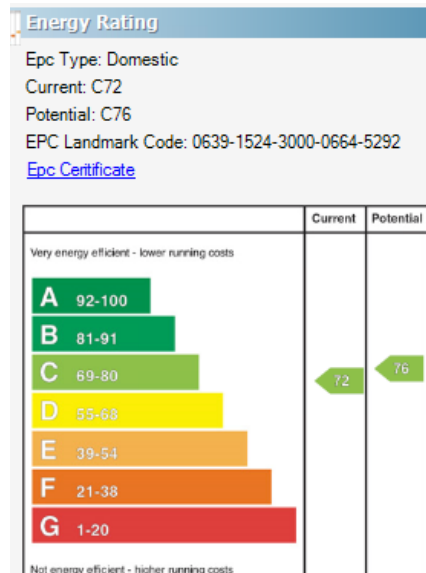 Energy Rating
Epc Type: Domestic
Current: C72
Potential: C76
EPC Landmark Code: 0639-1524-3000-0664-5292
Epc Ceritificate
Current Potential
Very energy efficient - lower running costs
A 92-100
B 81-91
C 69-80
72
76
D 55-68
E 39-54
F 21-38
G 1-20
Not energy efficient - higher running costs